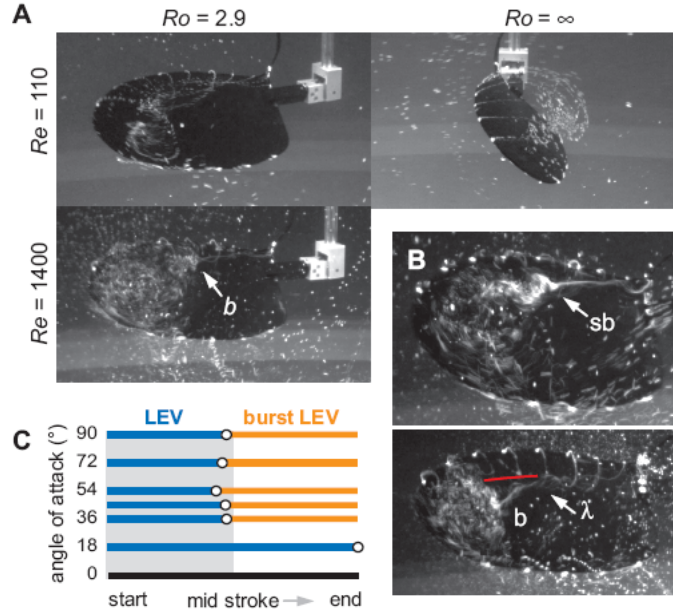 A
Ro = 2.9
Ro = ∞
Re = 110
Re = 1400
b
B
sb
b
λ
C
LEV
burst LEV
angle of attack (°)
90
72
54
36
18
0
start
mid stroke
end